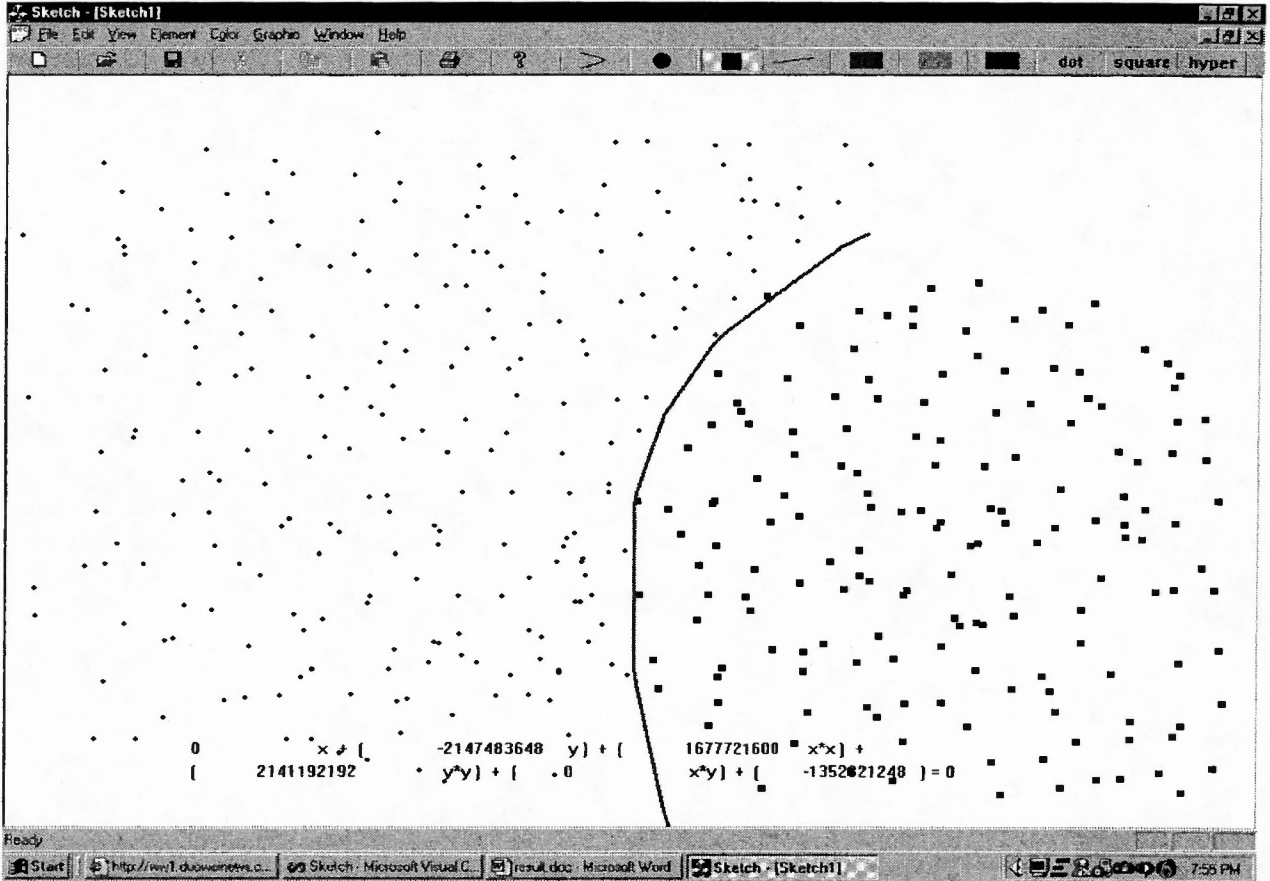 Sketch - [Sketch1]
File Edit View Element Color Graphic Window Help
dot square hyper
0 x + ( -2147483648 y) + ( 1677721600 x*x) +
( 2141192192 y*y) + ( 0 x*y) + ( ) = 0
Ready
Start Sketch - Microsoft Visual C... result.doc - Microsoft Word Sketch - [Sketch1] 7:55 PM